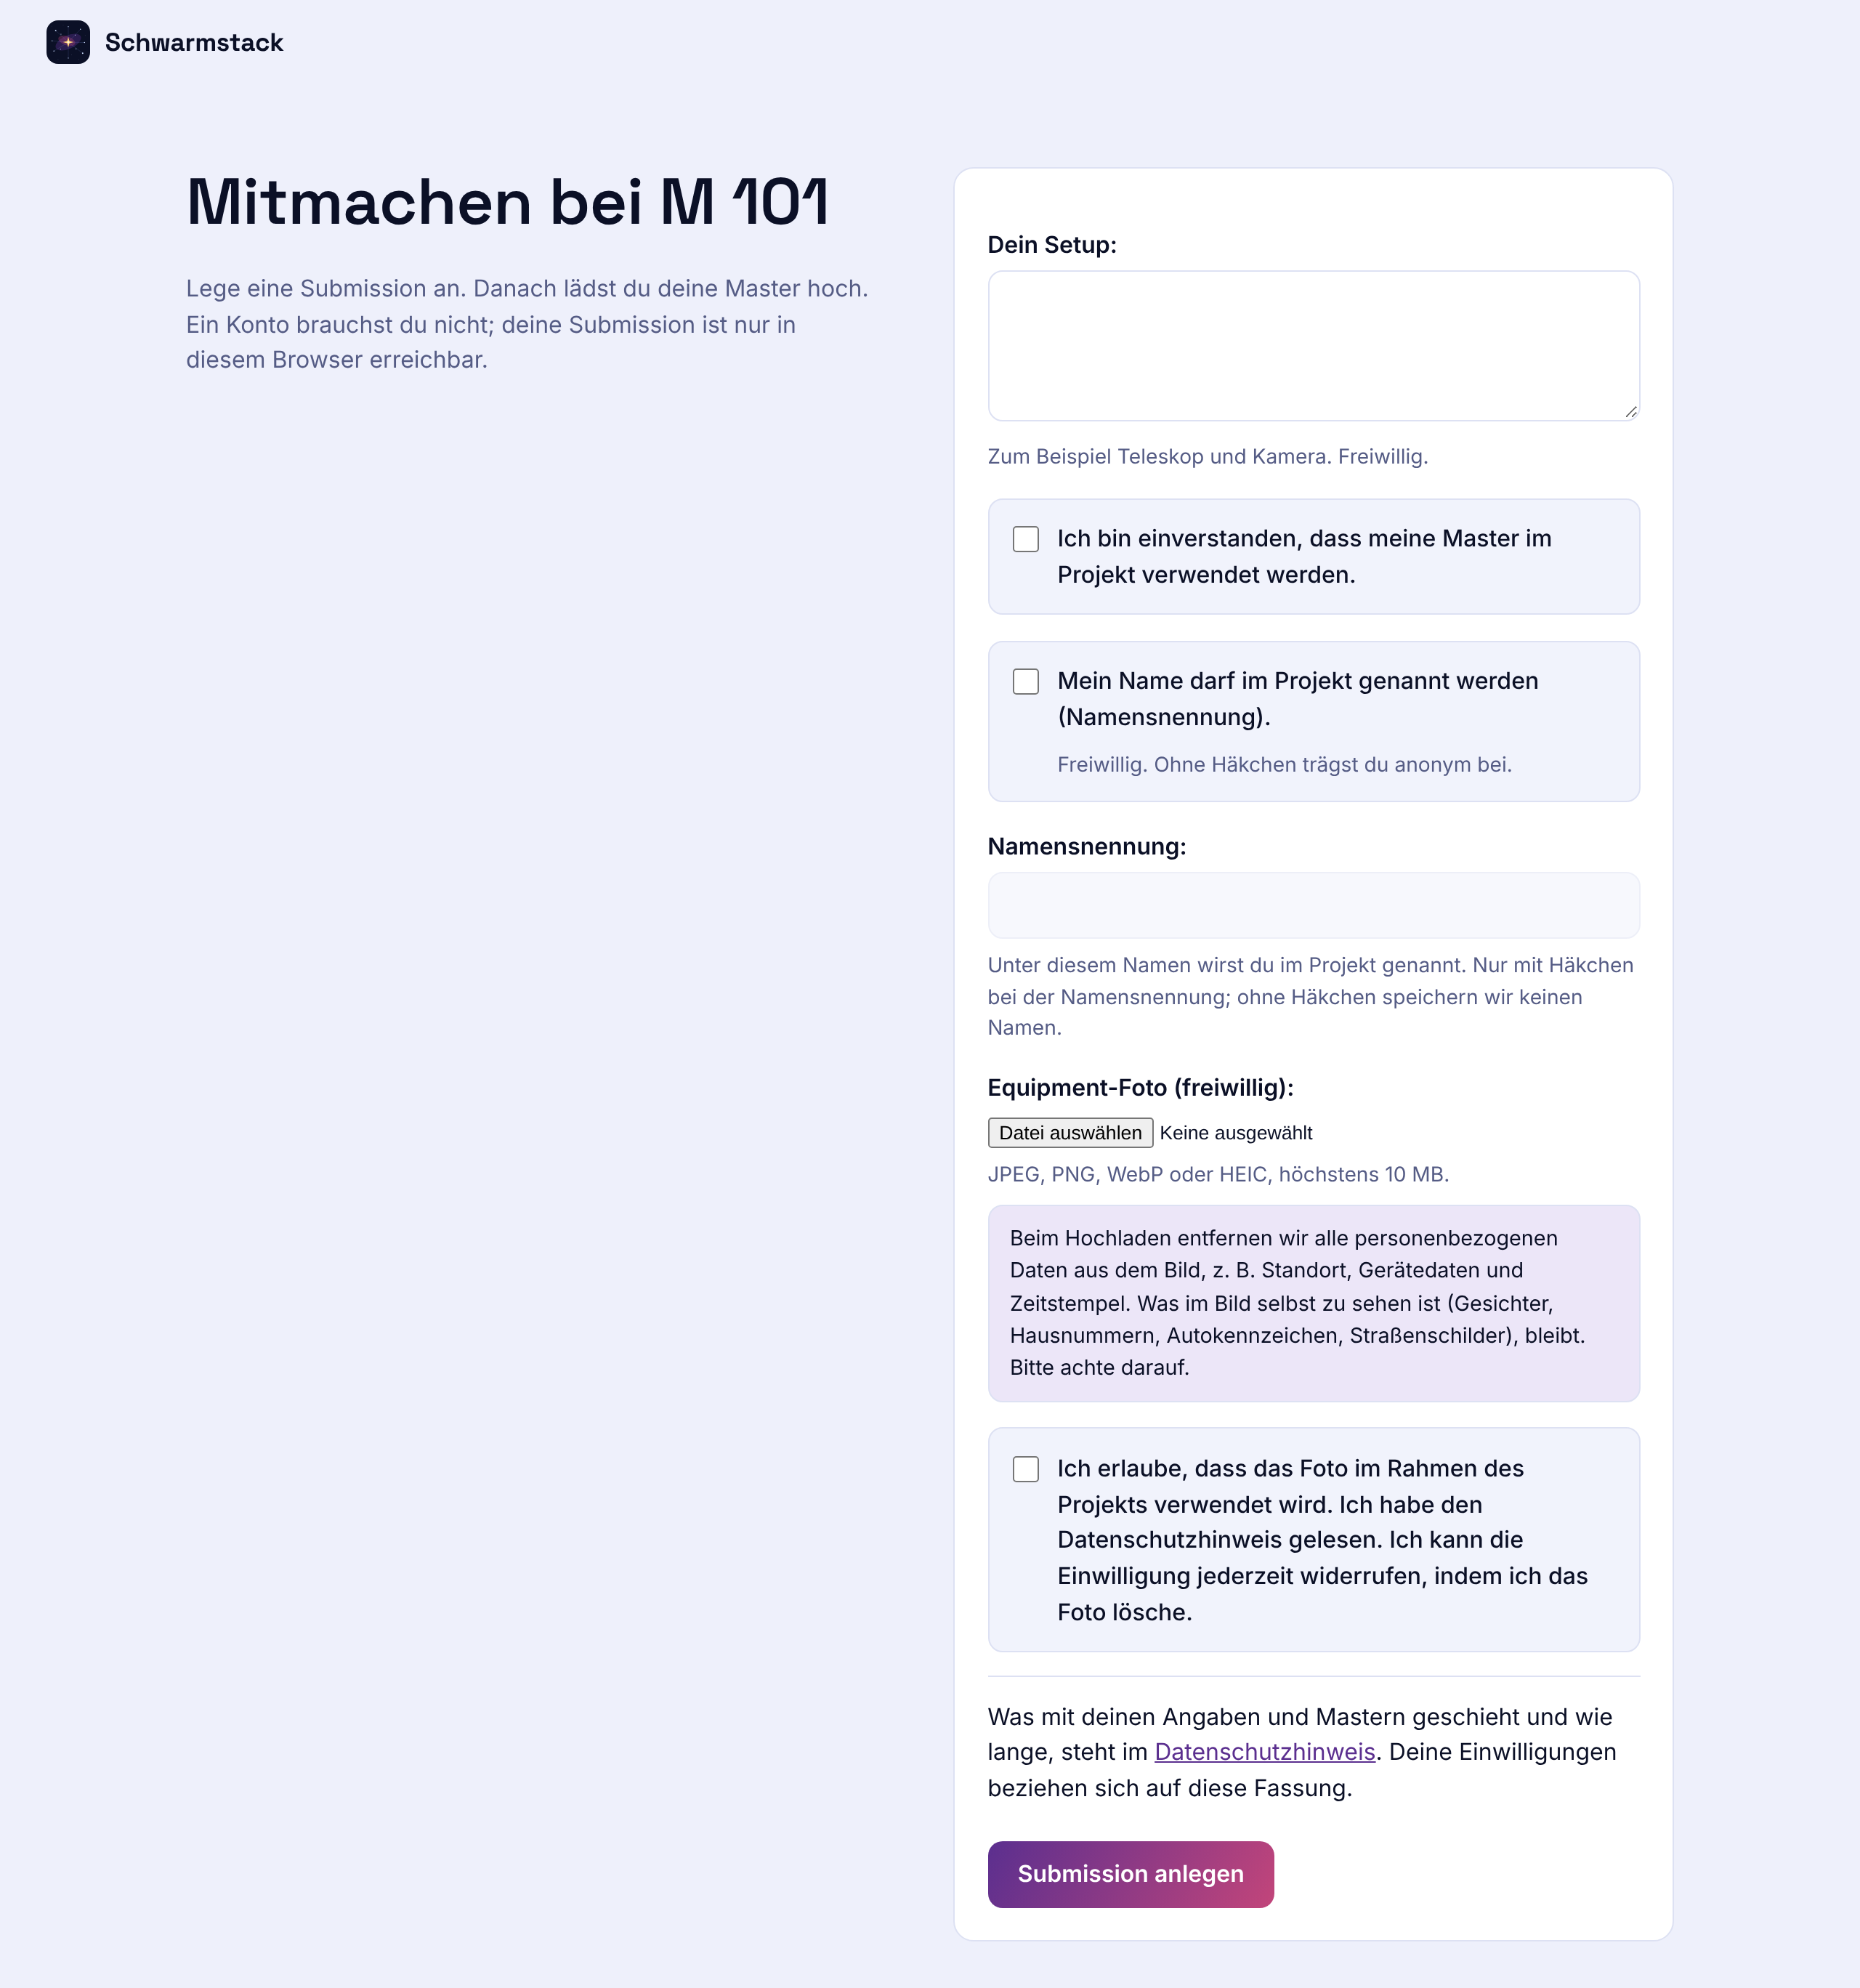 Schwarmstack
Mitmachen bei M 101
Lege eine Submission an. Danach lädst du deine Master hoch.
Ein Konto brauchst du nicht; deine Submission ist nur in
diesem Browser erreichbar.
Dein Setup:
Zum Beispiel Teleskop und Kamera. Freiwillig.
Ich bin einverstanden, dass meine Master im
Projekt verwendet werden.
Mein Name darf im Projekt genannt werden
(Namensnennung).
Freiwillig. Ohne Häkchen trägst du anonym bei.
Namensnennung:
Unter diesem Namen wirst du im Projekt genannt. Nur mit Häkchen
bei der Namensnennung; ohne Häkchen speichern wir keinen
Namen.
Equipment-Foto (freiwillig):
Datei auswählen Keine ausgewählt
JPEG, PNG, WebP oder HEIC, höchstens 10 MB.
Beim Hochladen entfernen wir alle personenbezogenen
Daten aus dem Bild, z. B. Standort, Gerätedaten und
Zeitstempel. Was im Bild selbst zu sehen ist (Gesichter,
Hausnummern, Autokennzeichen, Straßenschilder), bleibt.
Bitte achte darauf.
Ich erlaube, dass das Foto im Rahmen des
Projekts verwendet wird. Ich habe den
Datenschutzhinweis gelesen. Ich kann die
Einwilligung jederzeit widerrufen, indem ich das
Foto lösche.
Was mit deinen Angaben und Mastern geschieht und wie
lange, steht im Datenschutzhinweis. Deine Einwilligungen
beziehen sich auf diese Fassung.
Submission anlegen